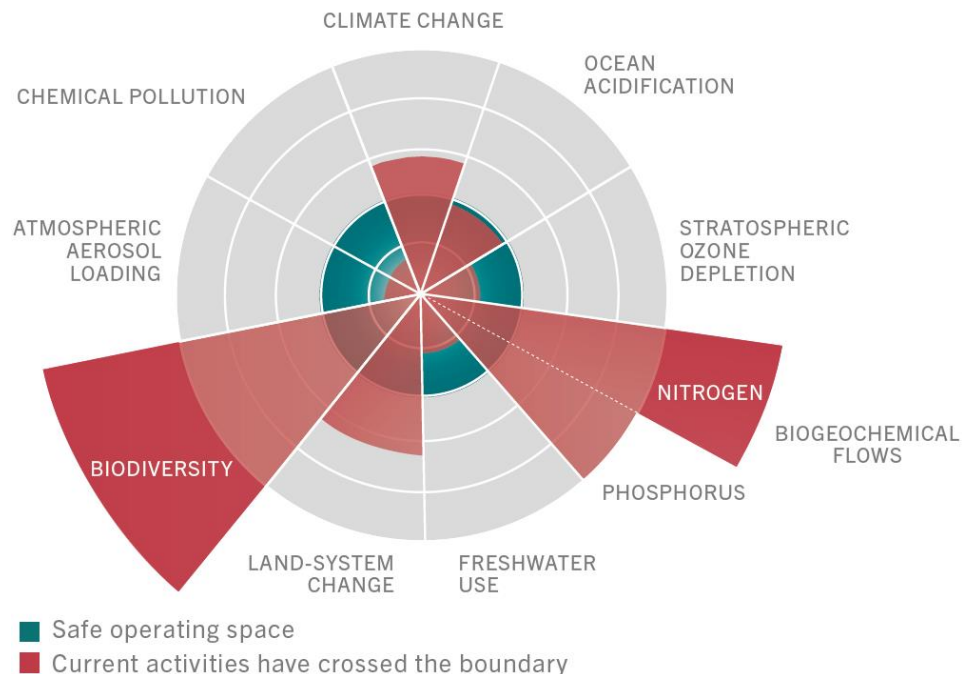 CLIMATE CHANGE
OCEAN
ACIDIFICATION
CHEMICAL POLLUTION
ATMOSPHERIC
AEROSOL
LOADING
STRATOSPHERIC
OZONE
DEPLETION
NITROGEN
BIOGEOCHEMICAL
FLOWS
BIODIVERSITY
PHOSPHORUS
LAND-SYSTEM
CHANGE
FRESHWATER
USE
Safe operating space
Current activities have crossed the boundary